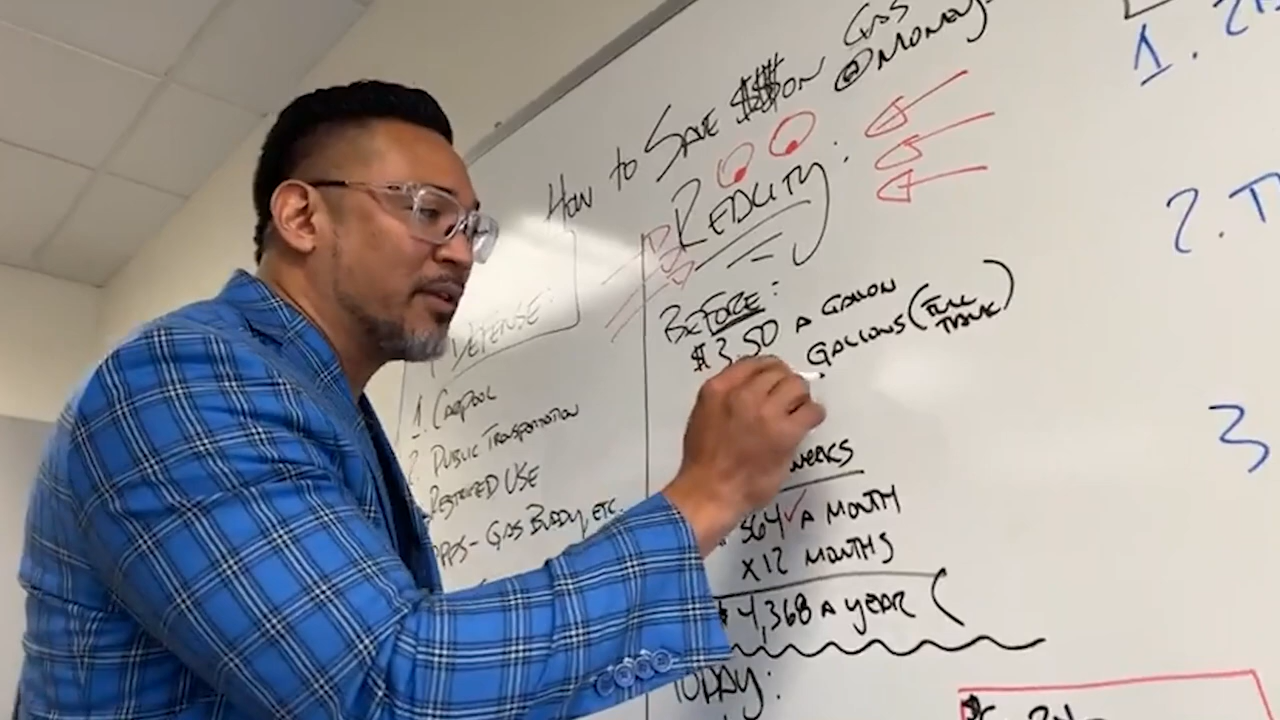 How to Save $$$ on Gas
@Money-
Reality:
Defense:
1. Carpool
2. Public Transportation
Restricted Use
Apps - Gas Buddy, etc.
Before:
$3.50 a gallon
gallons (full
tank)
weeks
364 a month
x12 months
$4,368 a year (
Today:
1.
2. T
3